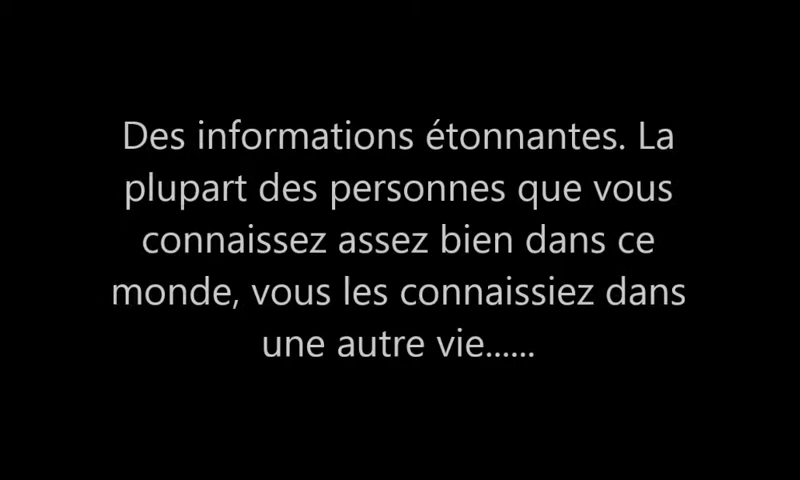 Des informations étonnantes. La
plupart des personnes que vous
connaissez assez bien dans ce
monde, vous les connaissiez dans
une autre vie......